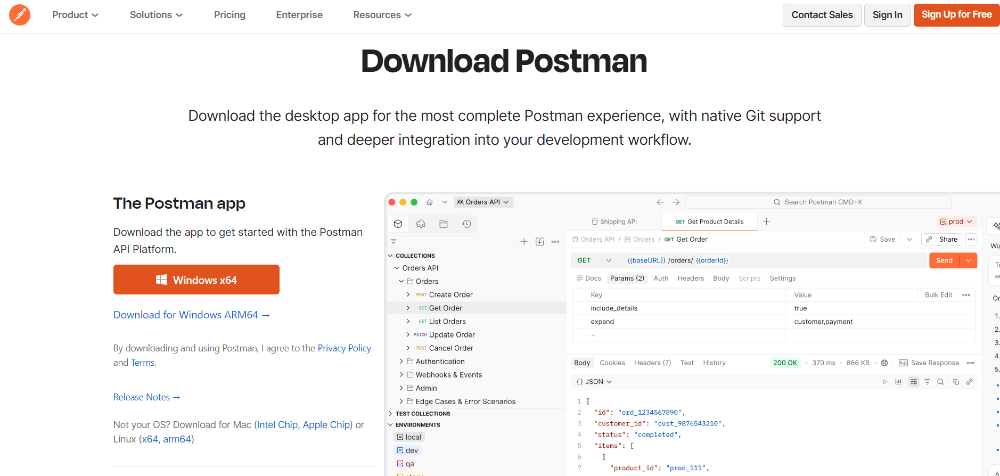 Product
Solutions
Pricing
Enterprise
Resources
Contact Sales
Sign In
Sign Up for Free
Download Postman
Download the desktop app for the most complete Postman experience, with native Git support
and deeper integration into your development workflow.
The Postman app
Download the app to get started with the Postman
API Platform.
Windows x64
Download for Windows ARM64 →
By downloading and using Postman, I agree to the Privacy Policy
and Terms.
Release Notes →
Not your OS? Download for Mac (Intel Chip, Apple Chip) or
Linux (x64, arm64)
Orders API
Search Postman CMD+K
COLLECTIONS
Orders API
Orders
POST Create Order
GET Get Order
GET List Orders
PATCH Update Order
POST Cancel Order
Authentication
Webhooks & Events
Admin
Edge Cases & Error Scenarios
TEST COLLECTIONS
ENVIRONMENTS
local
dev
qa
Shipping API
GET Get Product Details
prod
Orders API / Orders / GET Get Order
Save
Share
GET
{{baseURL}} /orders/ {{orderId}}
Send
Docs
Params (2)
Auth
Headers
Body
Scripts
Settings
Key
Value
Bulk Edit
include_details
true
expand
customer,payment
Body
Cookies
Headers (7)
Test
History
200 OK
370 ms
866 KB
Save Response
{} JSON
1 {
2 "id": "ord_1234567890",
3 "customer_id": "cust_9876543210",
4 "status": "completed",
5 "items": [
6 {
7 "product_id": "prod_111",
1.
2.
3.
4.
5.